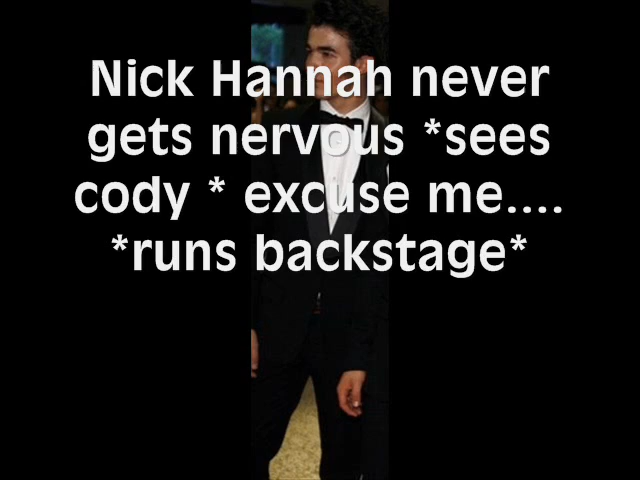 Nick Hannah never
gets nervous *sees
cody * excuse me....
*runs backstage*